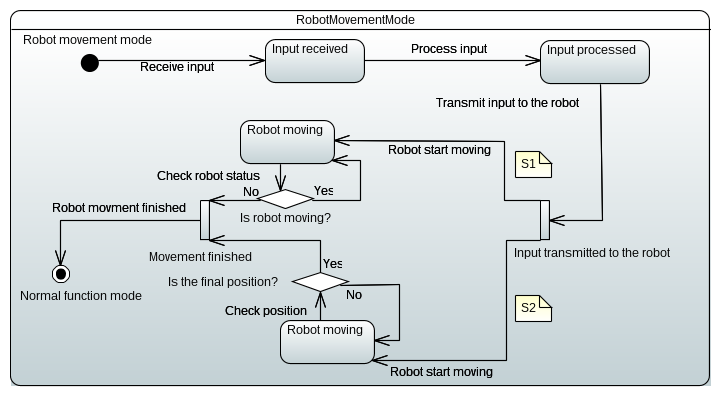 RobotMovementMode
Robot movement mode
Receive input
Input received
Process input
Input processed
Transmit input to the robot
Robot moving
Robot start moving
S1
Check robot status
No
Yes
Is robot moving?
Robot movment finished
Movement finished
Input transmitted to the robot
Normal function mode
Is the final position?
Yes
No
Check position
Robot moving
S2
Robot start moving